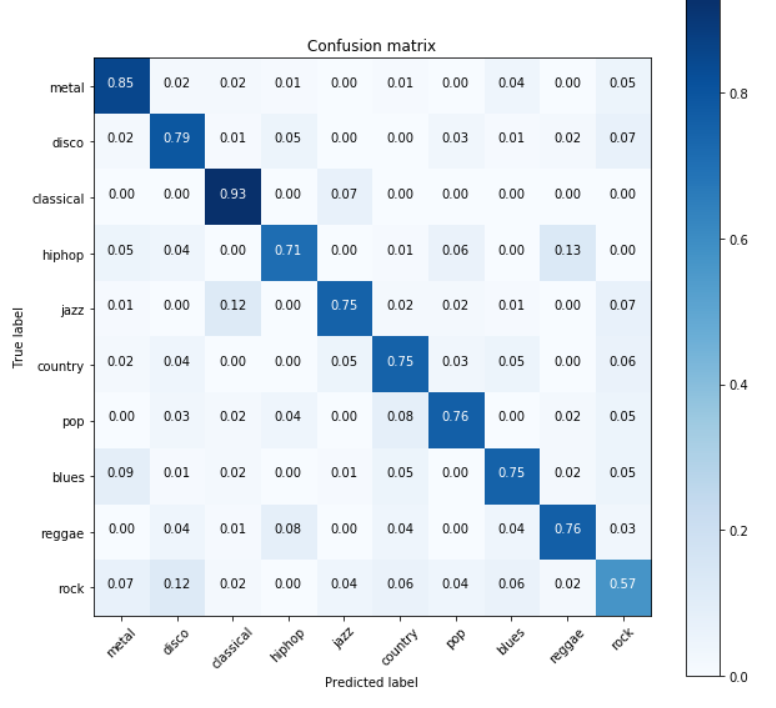 Confusion matrix
metal 0.85 0.02 0.02 0.01 0.00 0.01 0.00 0.04 0.00 0.05
disco 0.02 0.79 0.01 0.05 0.00 0.00 0.03 0.01 0.02 0.07
classical 0.00 0.00 0.93 0.00 0.07 0.00 0.00 0.00 0.00 0.00
hiphop 0.05 0.04 0.00 0.71 0.00 0.01 0.06 0.00 0.13 0.00
jazz 0.01 0.00 0.12 0.00 0.75 0.02 0.02 0.01 0.00 0.07
country 0.02 0.04 0.00 0.00 0.05 0.75 0.03 0.05 0.00 0.06
pop 0.00 0.03 0.02 0.04 0.00 0.08 0.76 0.00 0.02 0.05
blues 0.09 0.01 0.02 0.00 0.01 0.05 0.00 0.75 0.02 0.05
reggae 0.00 0.04 0.01 0.08 0.00 0.04 0.00 0.04 0.76 0.03
rock 0.07 0.12 0.02 0.00 0.04 0.06 0.04 0.06 0.02 0.57
metal disco classical hiphop jazz country pop blues reggae rock
Predicted label
True label
0.8
0.6
0.4
0.2
0.0